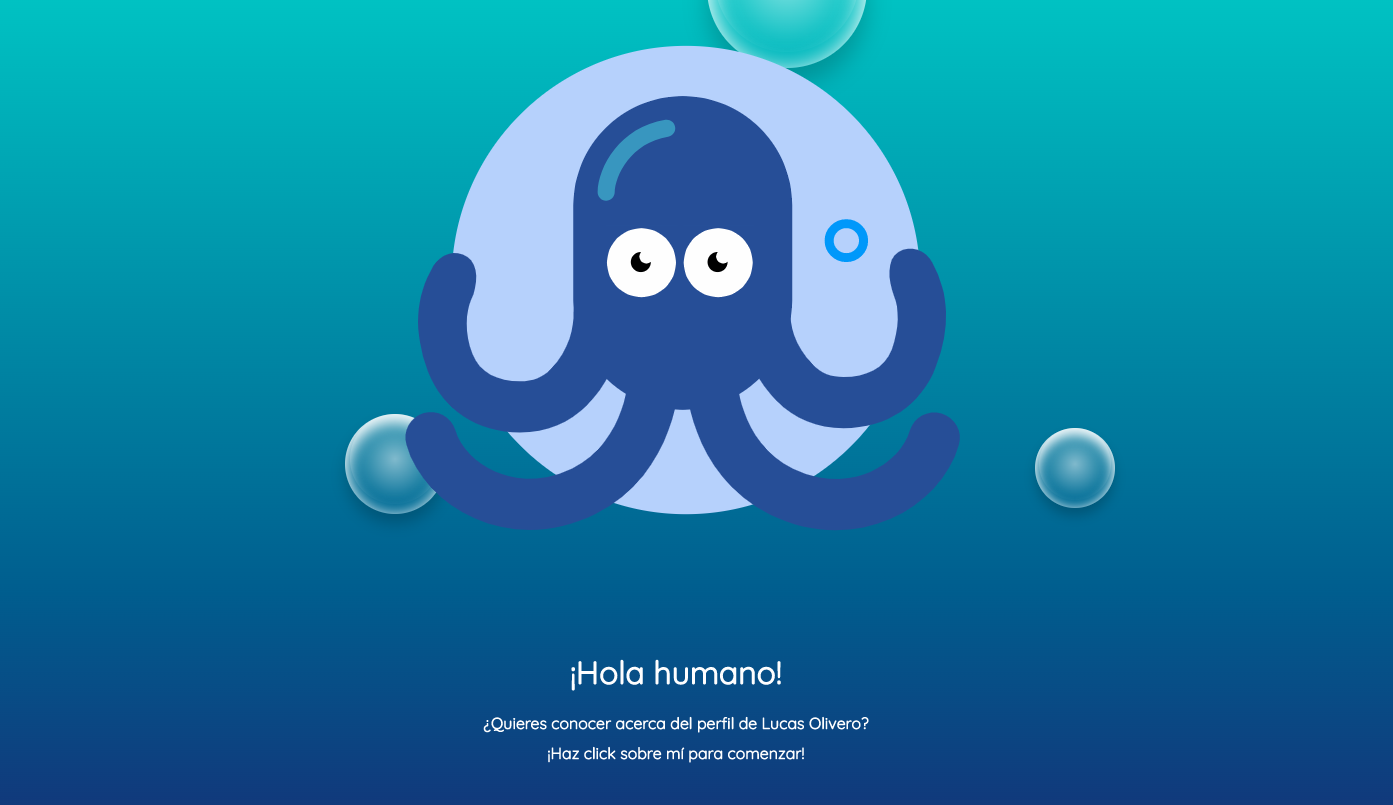 ¡Hola humano!
¿Quieres conocer acerca del perfil de Lucas Olivero?
¡Haz click sobre mí para comenzar!